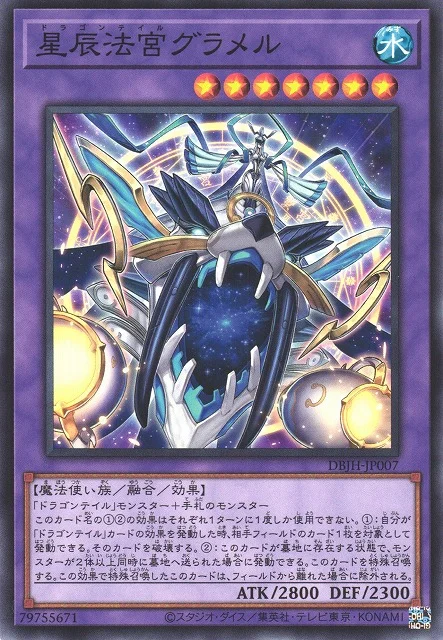 ドラゴンテイル
星辰法宮グラメル
水
DBJH-JP007
【魔法使い族／融合／効果】
「ドラゴンテイル」モンスター＋手札のモンスター
このカード名の①②の効果はそれぞれ1ターンに1度しか使用できない。①：自分が
「ドラゴンテイル」カードの効果を発動した時、相手フィールドのカード1枚を対象として
発動できる。そのカードを破壊する。②：このカードが墓地に存在する状態で、モン
スターが2体以上同時に墓地へ送られた場合に発動できる。このカードを特殊召喚
する。この効果で特殊召喚したこのカードは、フィールドから離れた場合に除外される。
ATK/2800 DEF/2300
79755671
©スタジオ・ダイス／集英社・テレビ東京・KONAMI